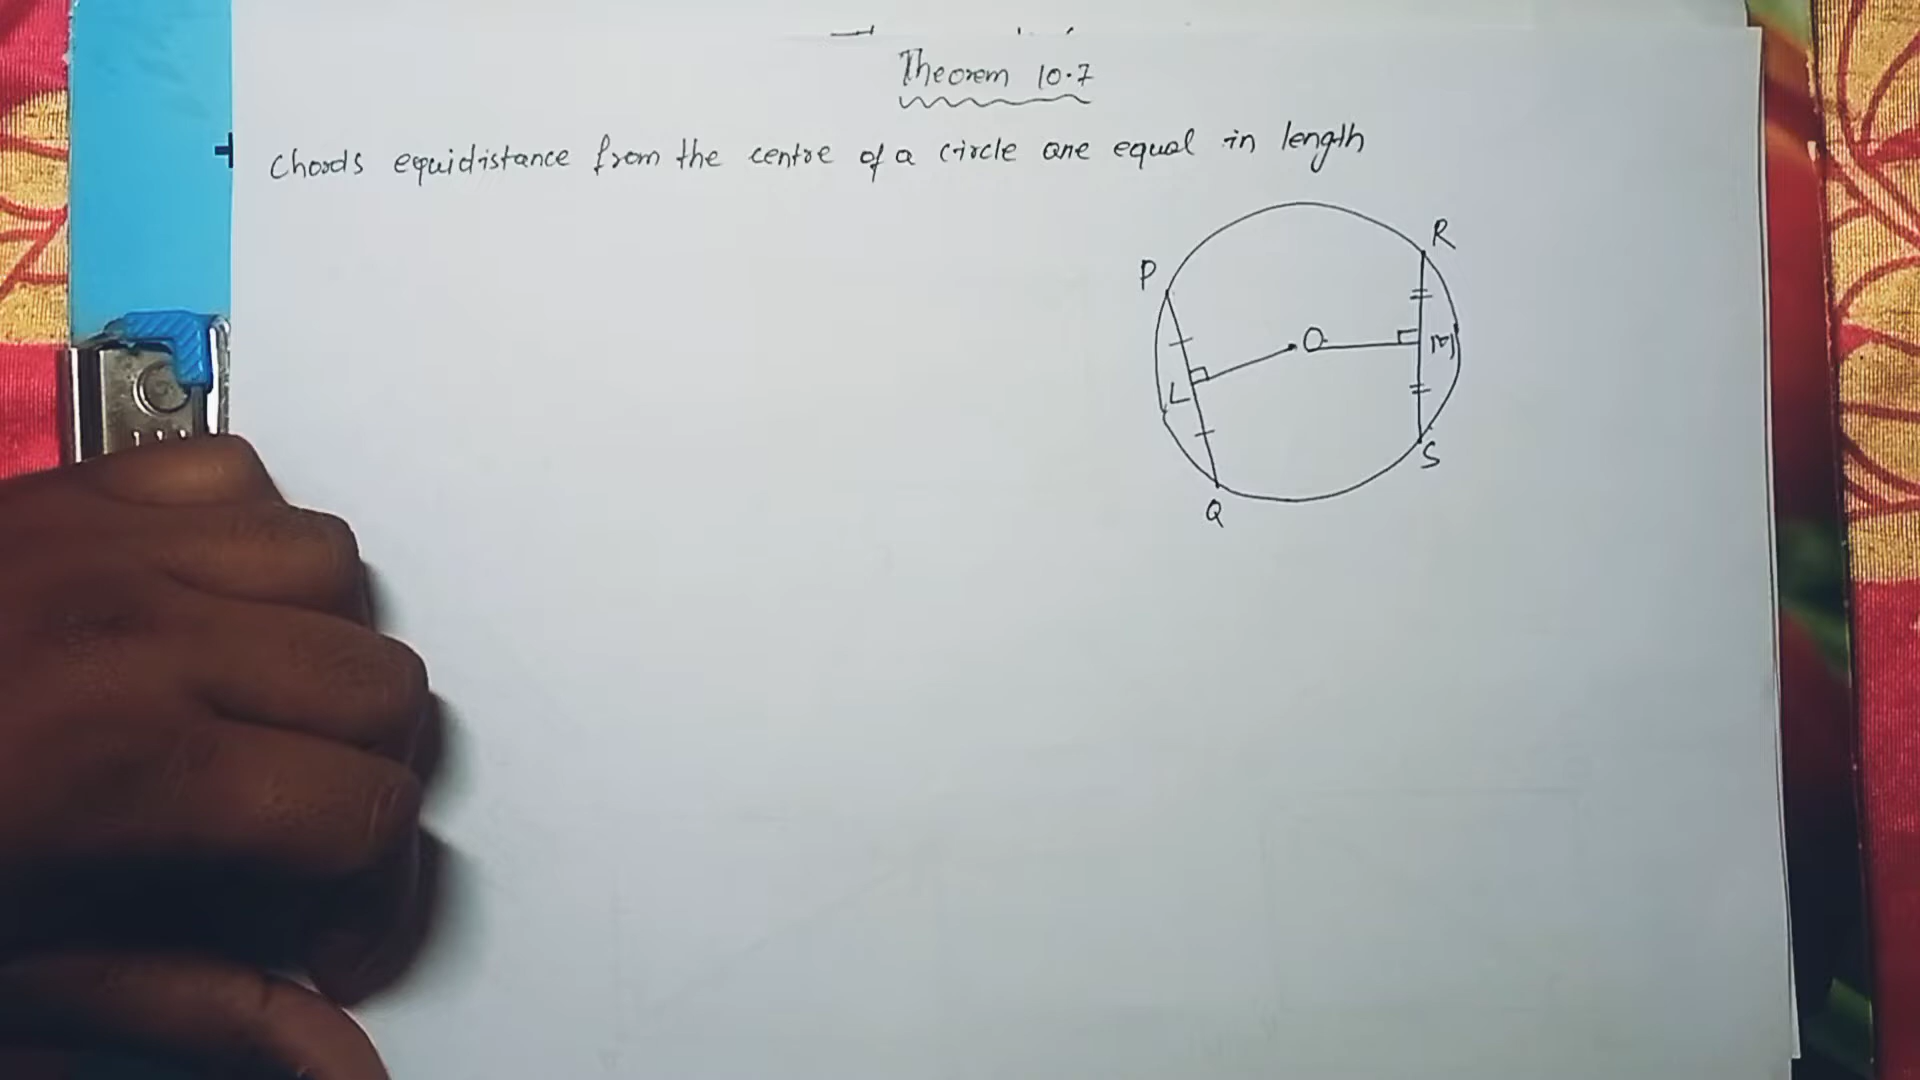 Theorem 10.7
Chords equidistance from the centre of a circle are equal in length
R
P
O
M
L
S
Q